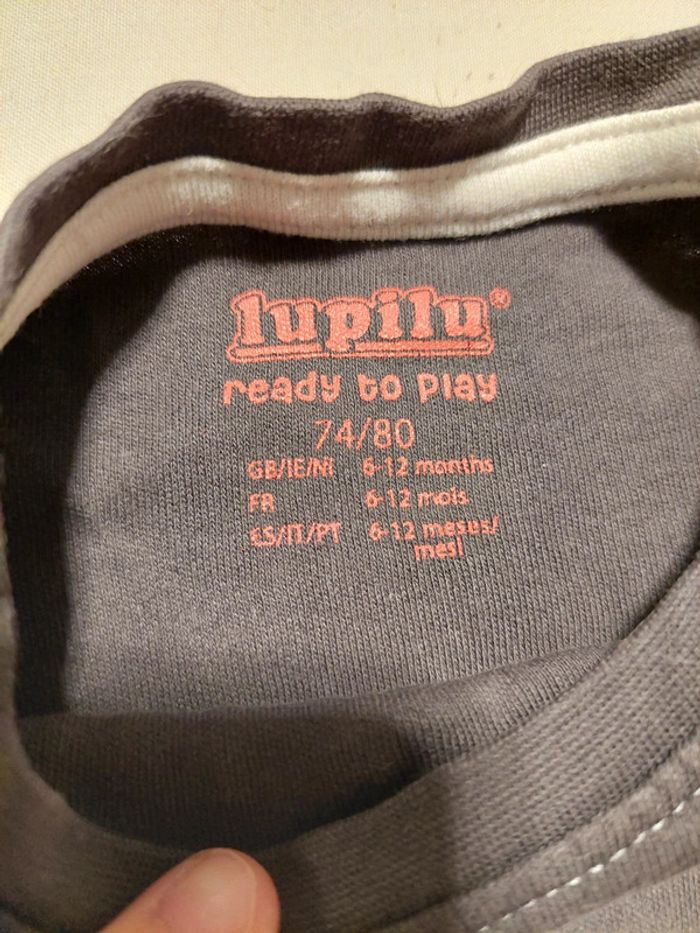 lupilu®
ready to play
74/80
GB/IE/NI 6-12 months
FR 6-12 mois
ES/IT/PT 6-12 meses/
mesi